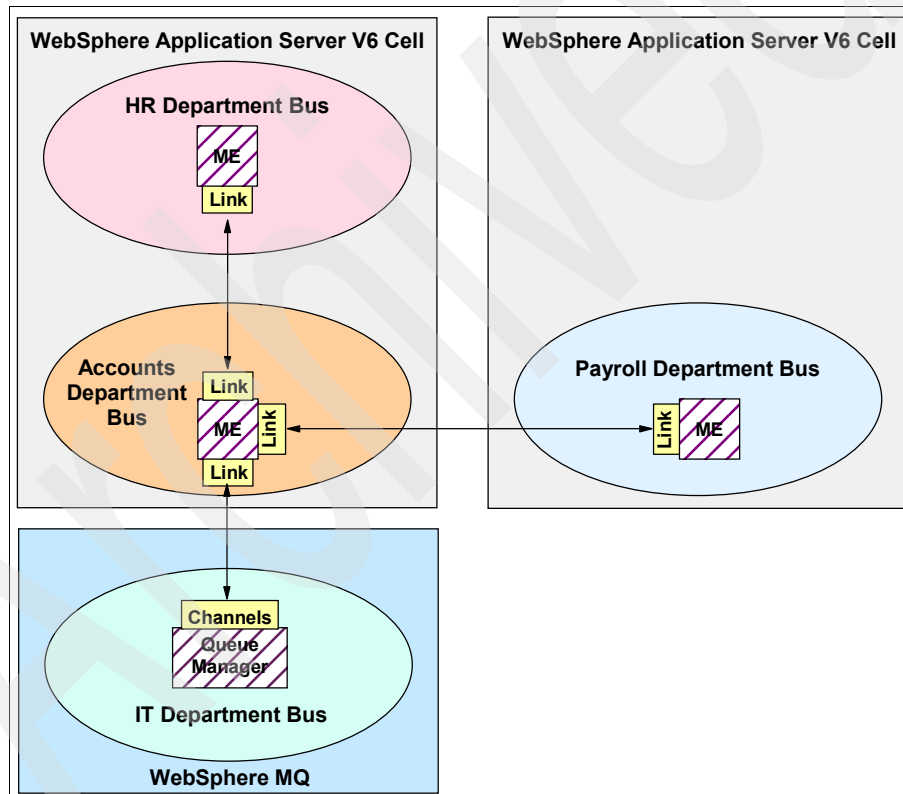 WebSphere Application Server V6 Cell
HR Department Bus
ME
Link
Accounts
Department
Bus
Link
ME
Link
Link
WebSphere Application Server V6 Cell
Payroll Department Bus
Link
ME
Channels
Queue
Manager
IT Department Bus
WebSphere MQ
Archived